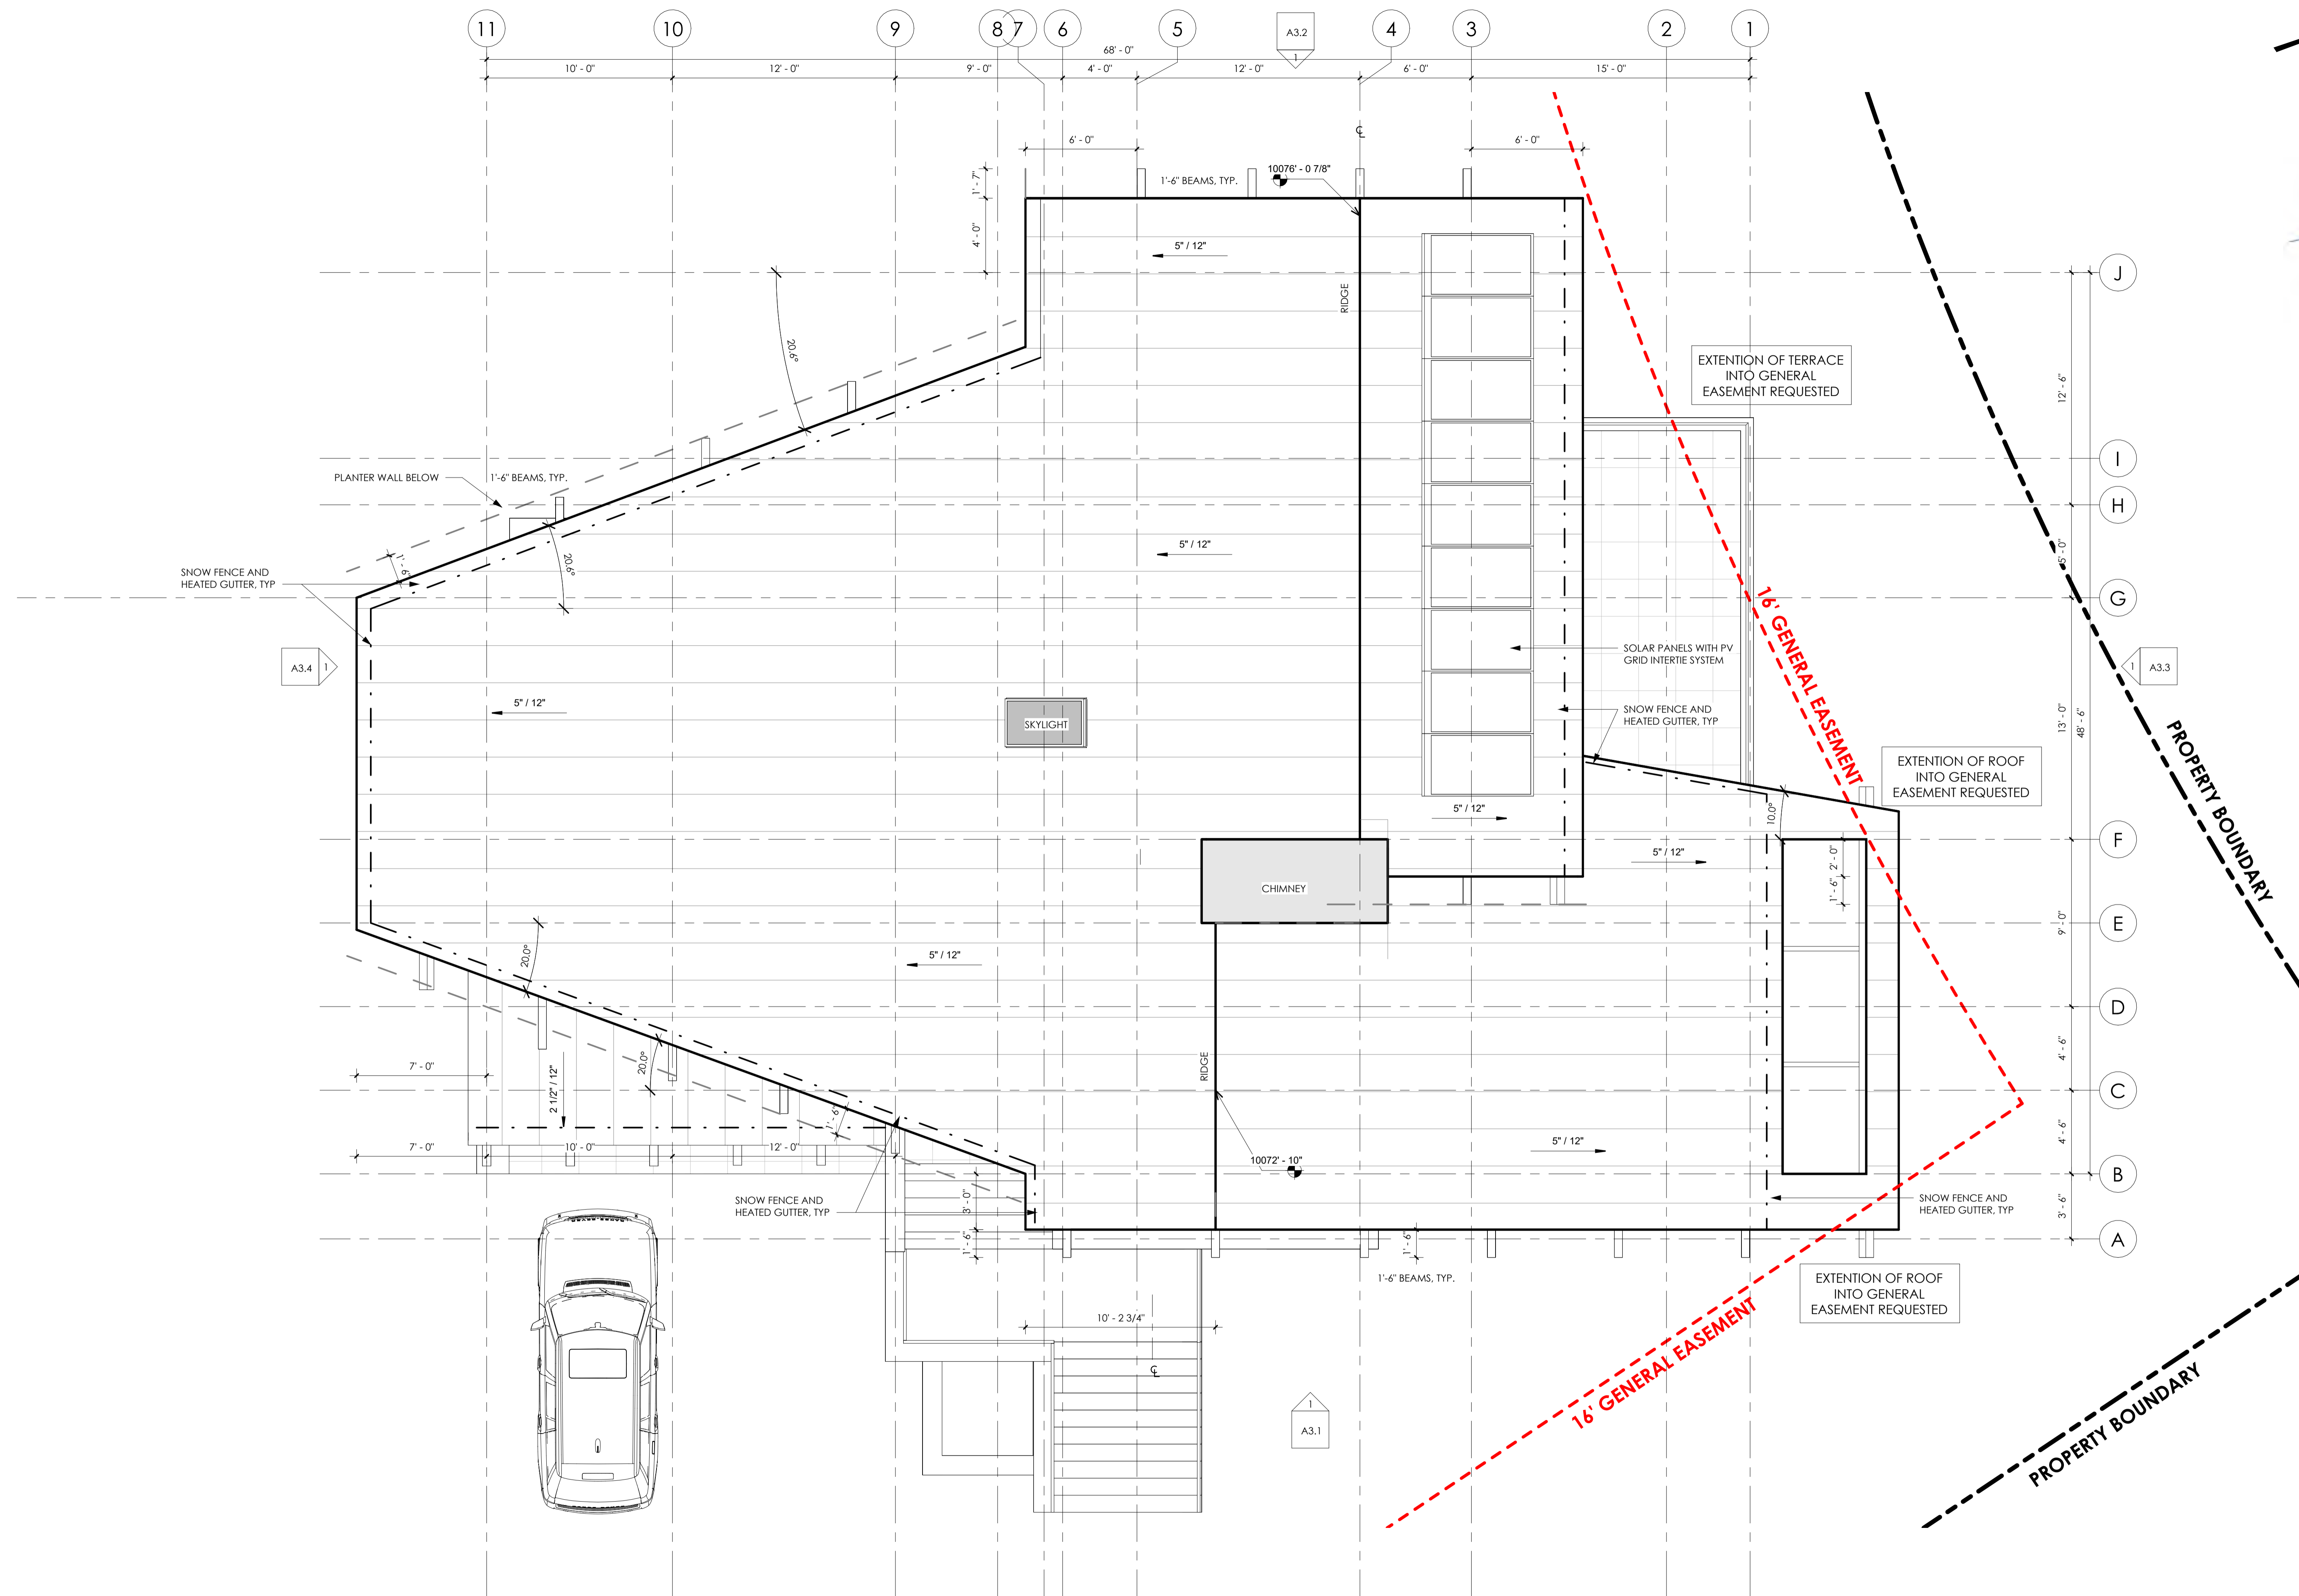 11
10
9
8
7
6
5
4
3
2
1
A3.2
1
68' - 0"
10' - 0"
12' - 0"
9' - 0"
4' - 0"
12' - 0"
6' - 0"
15' - 0"
6' - 0"
6' - 0"
1' - 7"
1'-6" BEAMS, TYP.
10076' - 0 7/8"
4' - 0"
5" / 12"
J
RIDGE
20.6°
EXTENTION OF TERRACE
INTO GENERAL
EASEMENT REQUESTED
12' - 6"
I
PLANTER WALL BELOW
1'-6" BEAMS, TYP.
H
5" / 12"
5' - 0"
1' - 6"
20.6°
SNOW FENCE AND
HEATED GUTTER, TYP
G
16' GENERAL EASEMENT
A3.4
1
SOLAR PANELS WITH PV
GRID INTERTIE SYSTEM
1
A3.3
5" / 12"
SKYLIGHT
SNOW FENCE AND
HEATED GUTTER, TYP
13' - 0"
48' - 6"
PROPERTY BOUNDARY
EXTENTION OF ROOF
INTO GENERAL
EASEMENT REQUESTED
5" / 12"
10.0°
F
5" / 12"
2' - 0"
1' - 6"
CHIMNEY
9' - 0"
E
20.0°
5" / 12"
D
RIDGE
4' - 6"
7' - 0"
20.0°
2 1/2" / 12"
C
1' - 6"
7' - 0"
10' - 0"
12' - 0"
5" / 12"
4' - 6"
10072' - 10"
B
SNOW FENCE AND
HEATED GUTTER, TYP
3' - 0"
SNOW FENCE AND
HEATED GUTTER, TYP
3' - 6"
1' - 6"
1' - 6"
A
1'-6" BEAMS, TYP.
EXTENTION OF ROOF
INTO GENERAL
EASEMENT REQUESTED
10' - 2 3/4"
16' GENERAL EASEMENT
1
A3.1
PROPERTY BOUNDARY